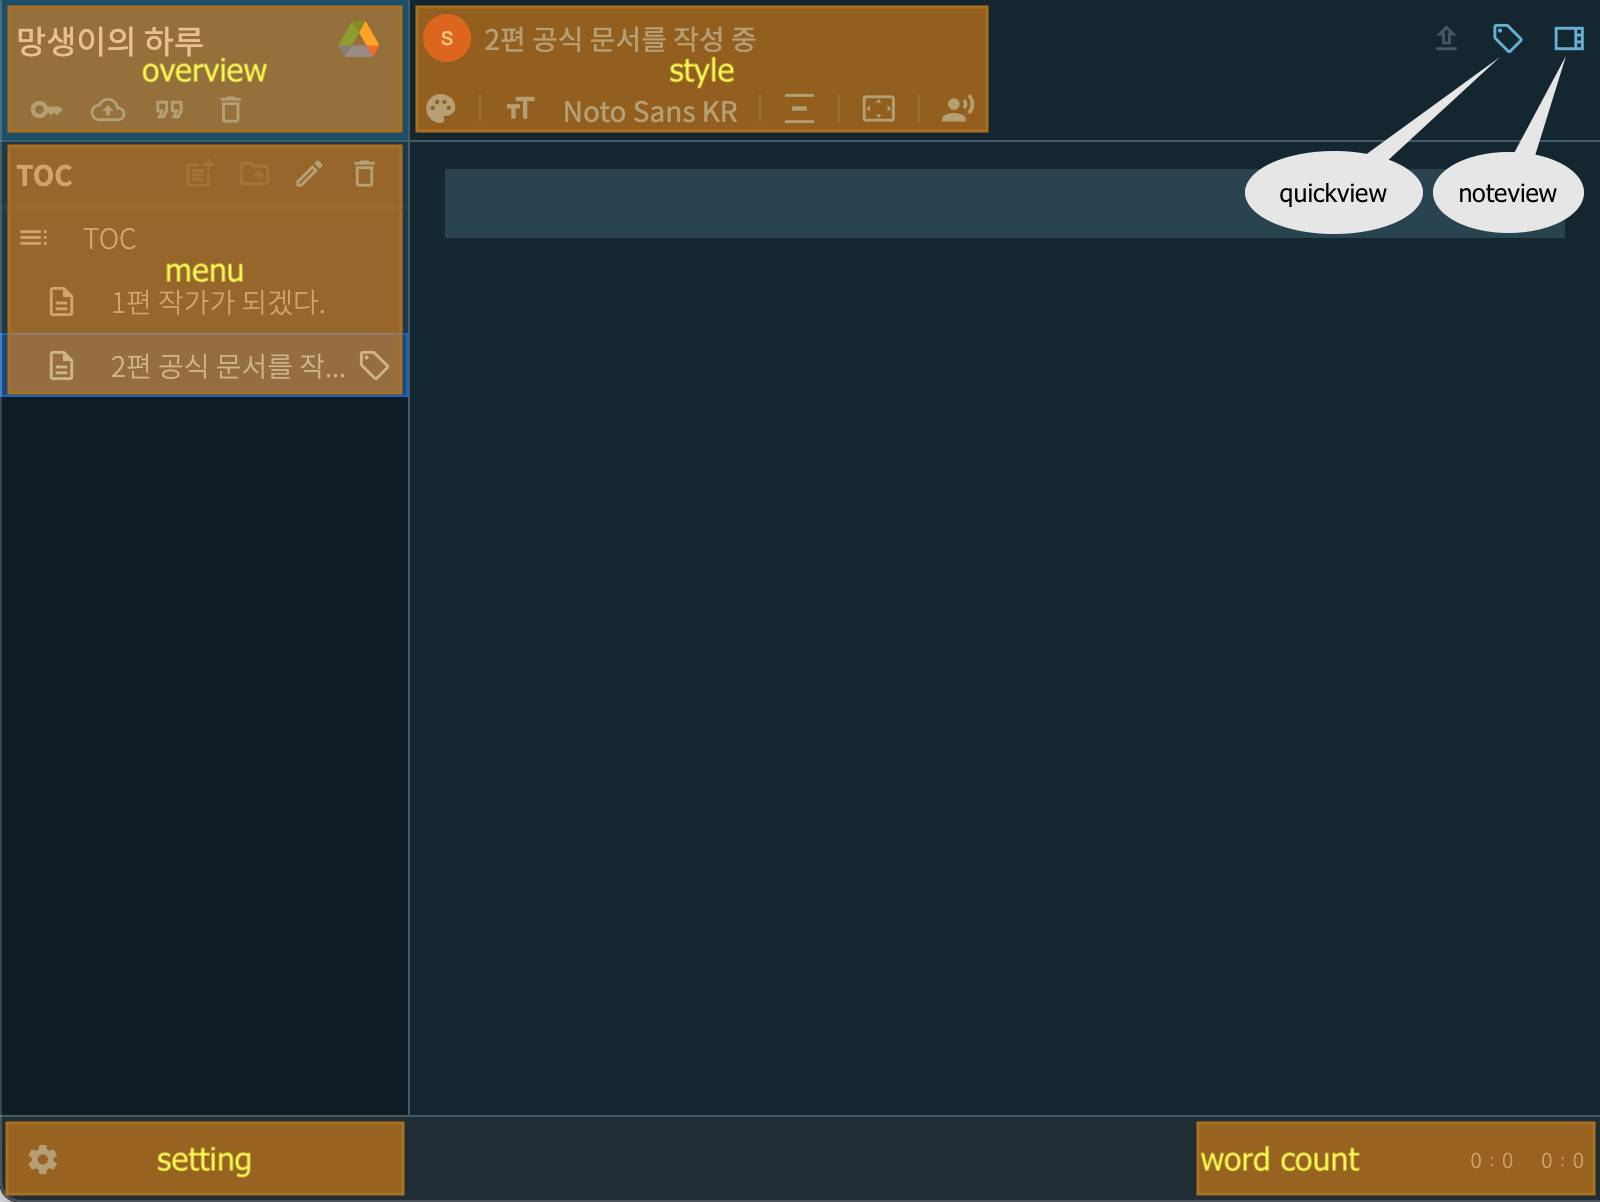 망생이의 하루
overview
S
2편 공식 문서를 작성 중
style
Noto Sans KR
quickview
noteview
TOC
TOC
menu
1편 작가가 되겠다.
2편 공식 문서를 작...
setting
word count
0 : 0
0 : 0